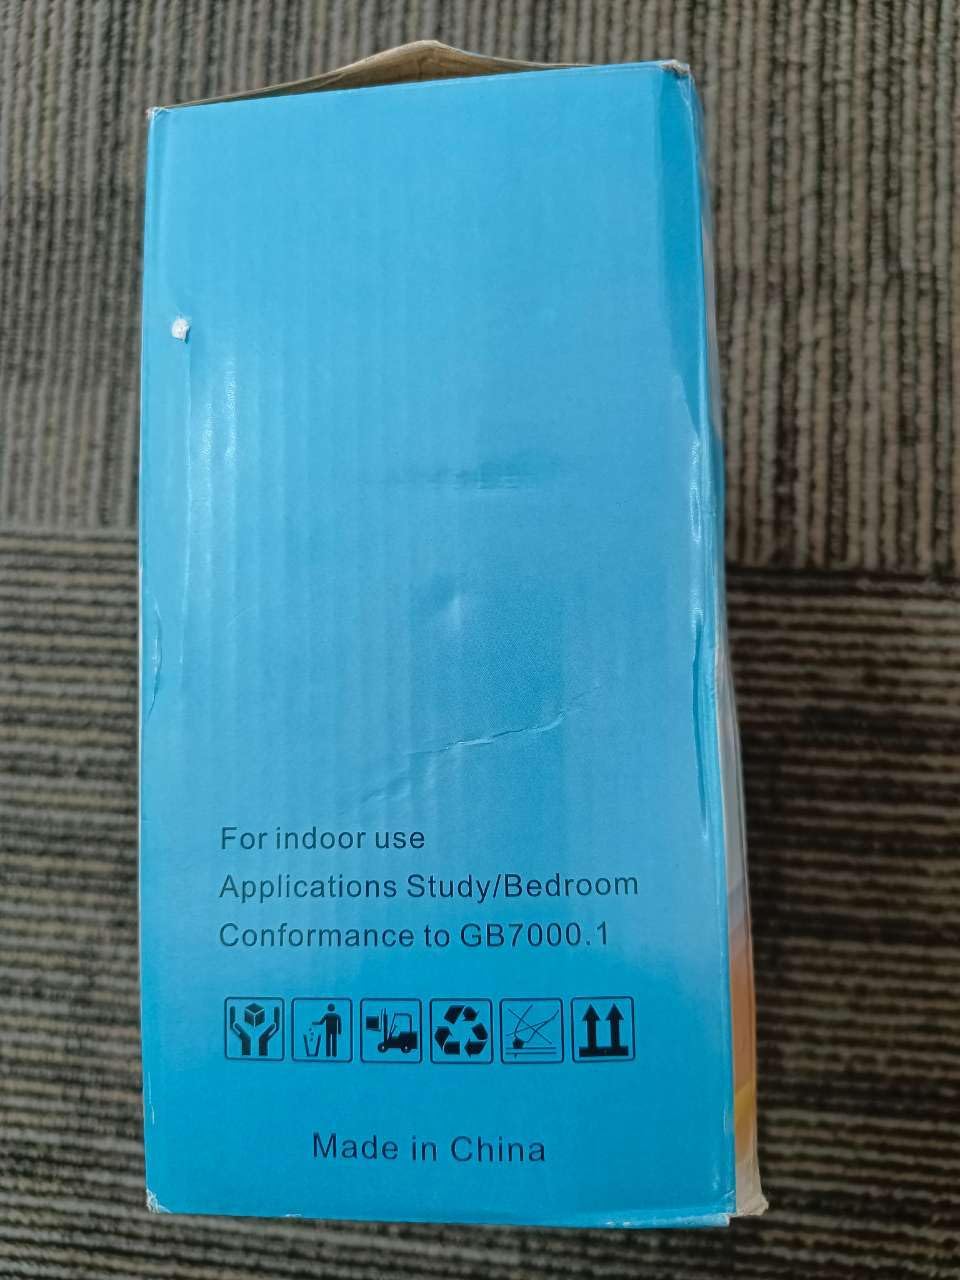 For indoor use
Applications Study/Bedroom
Conformance to GB7000.1
Made in China